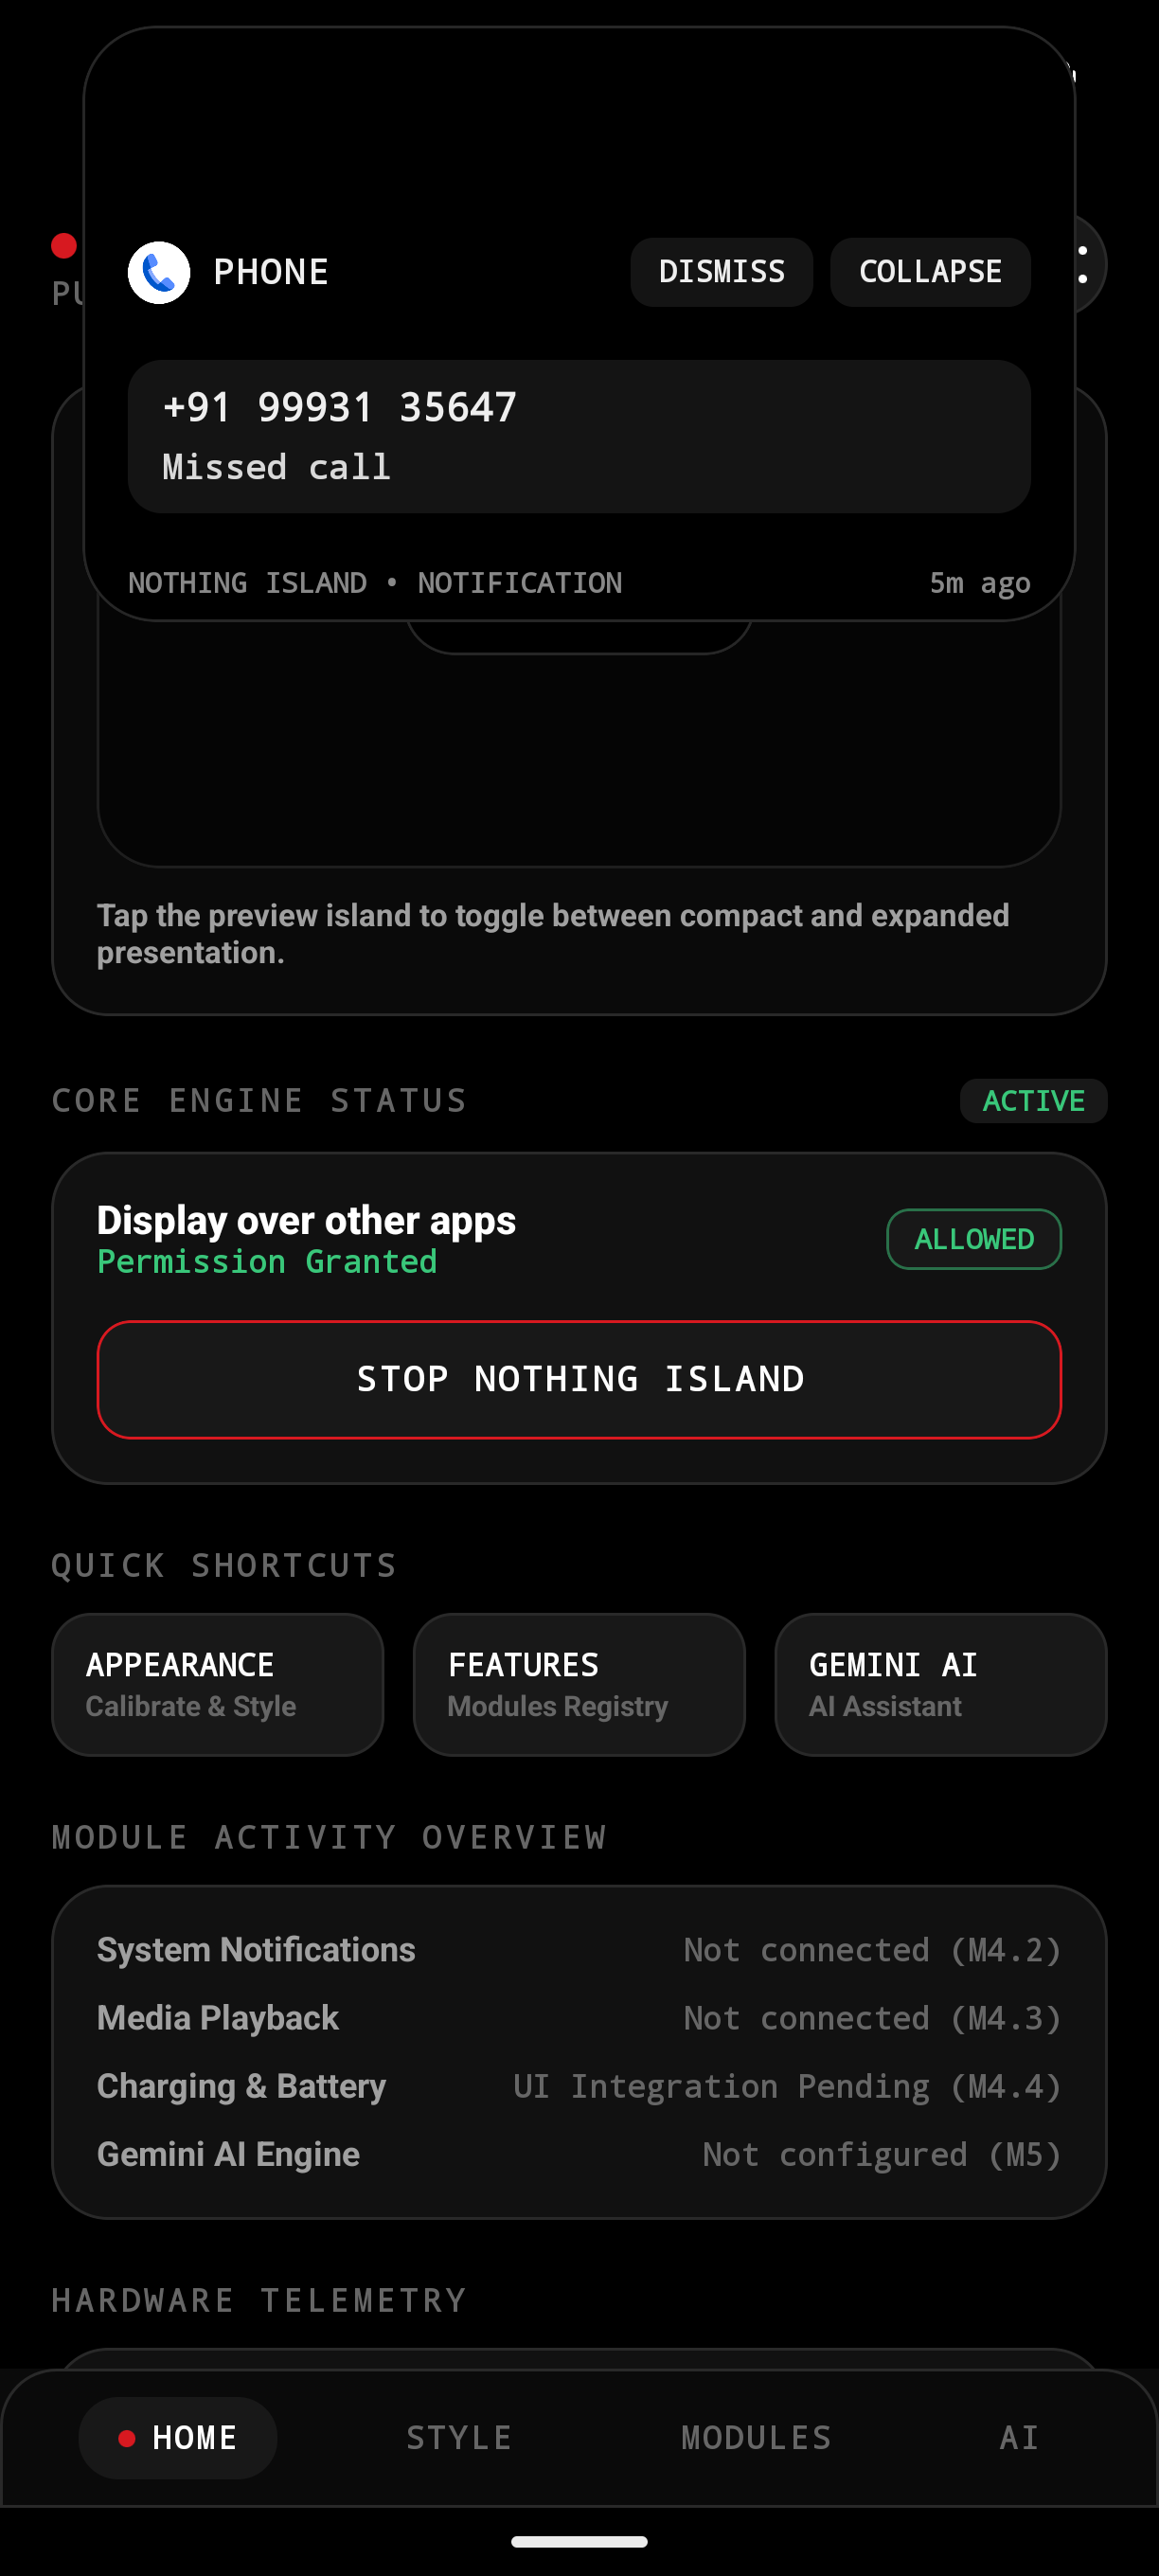 PHONE
DISMISS
COLLAPSE
+91 99931 35647
Missed call
NOTHING ISLAND • NOTIFICATION
5m ago
Tap the preview island to toggle between compact and expanded
presentation.
CORE ENGINE STATUS
ACTIVE
Display over other apps
Permission Granted
ALLOWED
STOP NOTHING ISLAND
QUICK SHORTCUTS
APPEARANCE
Calibrate & Style
FEATURES
Modules Registry
GEMINI AI
AI Assistant
MODULE ACTIVITY OVERVIEW
System Notifications
Not connected (M4.2)
Media Playback
Not connected (M4.3)
Charging & Battery
UI Integration Pending (M4.4)
Gemini AI Engine
Not configured (M5)
HARDWARE TELEMETRY
HOME
STYLE
MODULES
AI